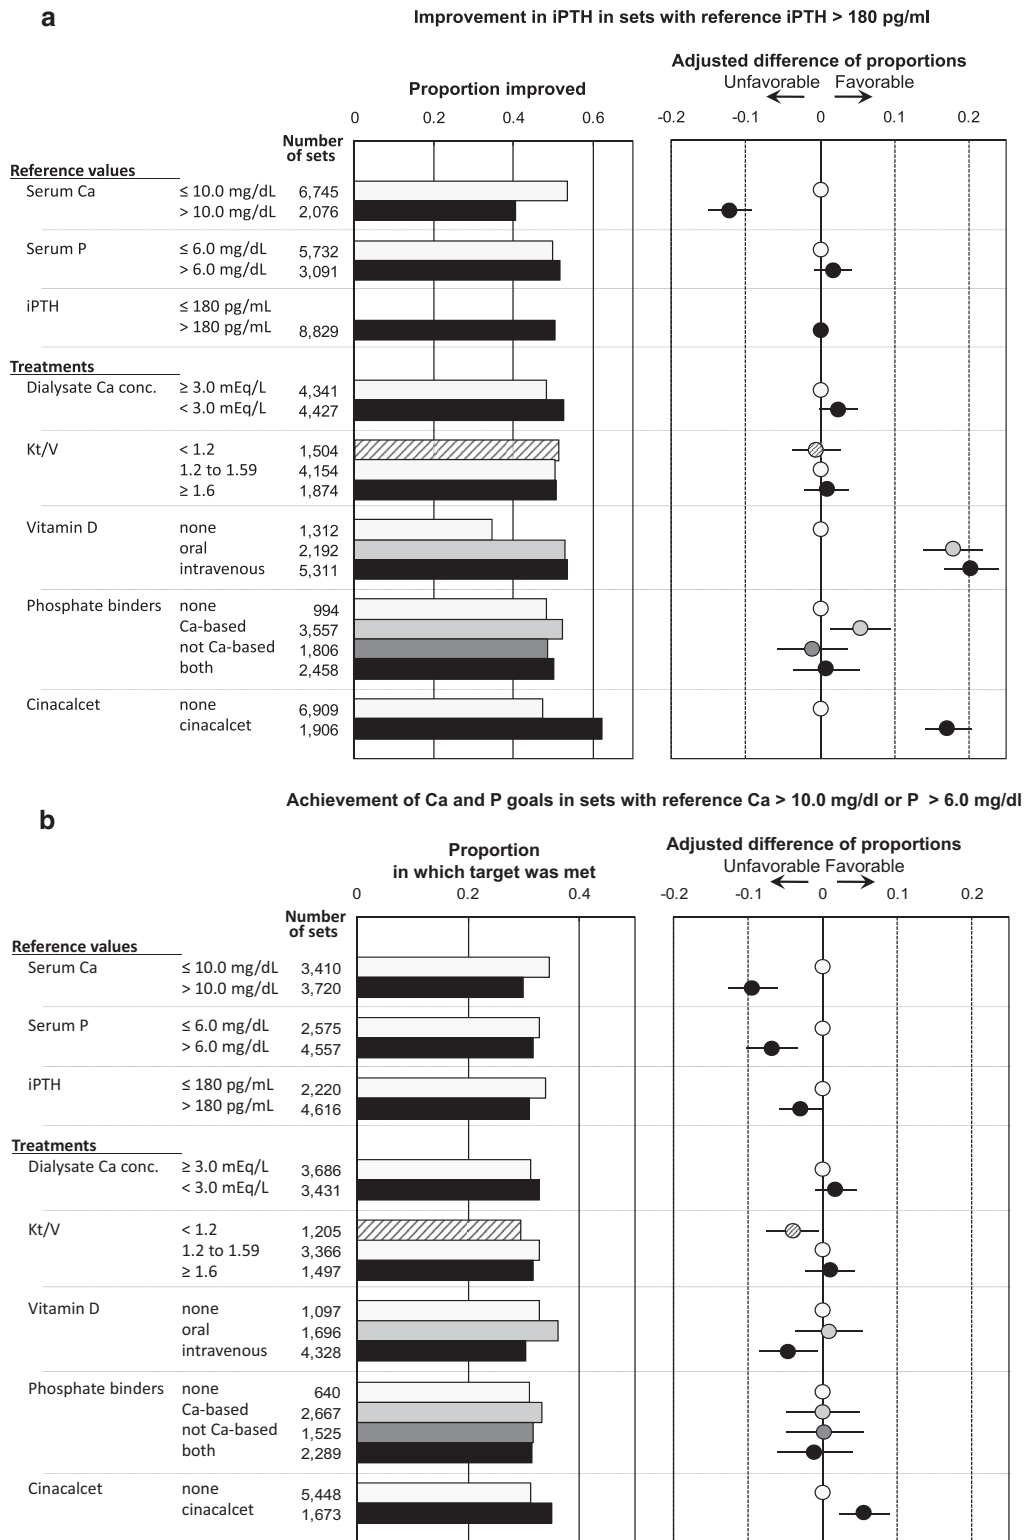 a
Improvement in iPTH in sets with reference iPTH > 180 pg/ml
Adjusted difference of proportions
Proportion improved
Unfavorable Favorable
0 0.2 0.4 0.6
-0.2 -0.1 0 0.1 0.2
Number
of sets
Reference values
Serum Ca ≤ 10.0 mg/dL 6,745
> 10.0 mg/dL 2,076
Serum P ≤ 6.0 mg/dL 5,732
> 6.0 mg/dL 3,091
iPTH ≤ 180 pg/mL
> 180 pg/mL 8,829
Treatments
Dialysate Ca conc. ≥ 3.0 mEq/L 4,341
< 3.0 mEq/L 4,427
Kt/V < 1.2 1,504
1.2 to 1.59 4,154
≥ 1.6 1,874
Vitamin D none 1,312
oral 2,192
intravenous 5,311
Phosphate binders none 994
Ca-based 3,557
not Ca-based 1,806
both 2,458
Cinacalcet none 6,909
cinacalcet 1,906
b
Achievement of Ca and P goals in sets with reference Ca > 10.0 mg/dl or P > 6.0 mg/dl
Adjusted difference of proportions
Proportion
in which target was met
Unfavorable Favorable
0 0.2 0.4
-0.2 -0.1 0 0.1 0.2
Number
of sets
Reference values
Serum Ca ≤ 10.0 mg/dL 3,410
> 10.0 mg/dL 3,720
Serum P ≤ 6.0 mg/dL 2,575
> 6.0 mg/dL 4,557
iPTH ≤ 180 pg/mL 2,220
> 180 pg/mL 4,616
Treatments
Dialysate Ca conc. ≥ 3.0 mEq/L 3,686
< 3.0 mEq/L 3,431
Kt/V < 1.2 1,205
1.2 to 1.59 3,366
≥ 1.6 1,497
Vitamin D none 1,097
oral 1,696
intravenous 4,328
Phosphate binders none 640
Ca-based 2,667
not Ca-based 1,525
both 2,289
Cinacalcet none 5,448
cinacalcet 1,673